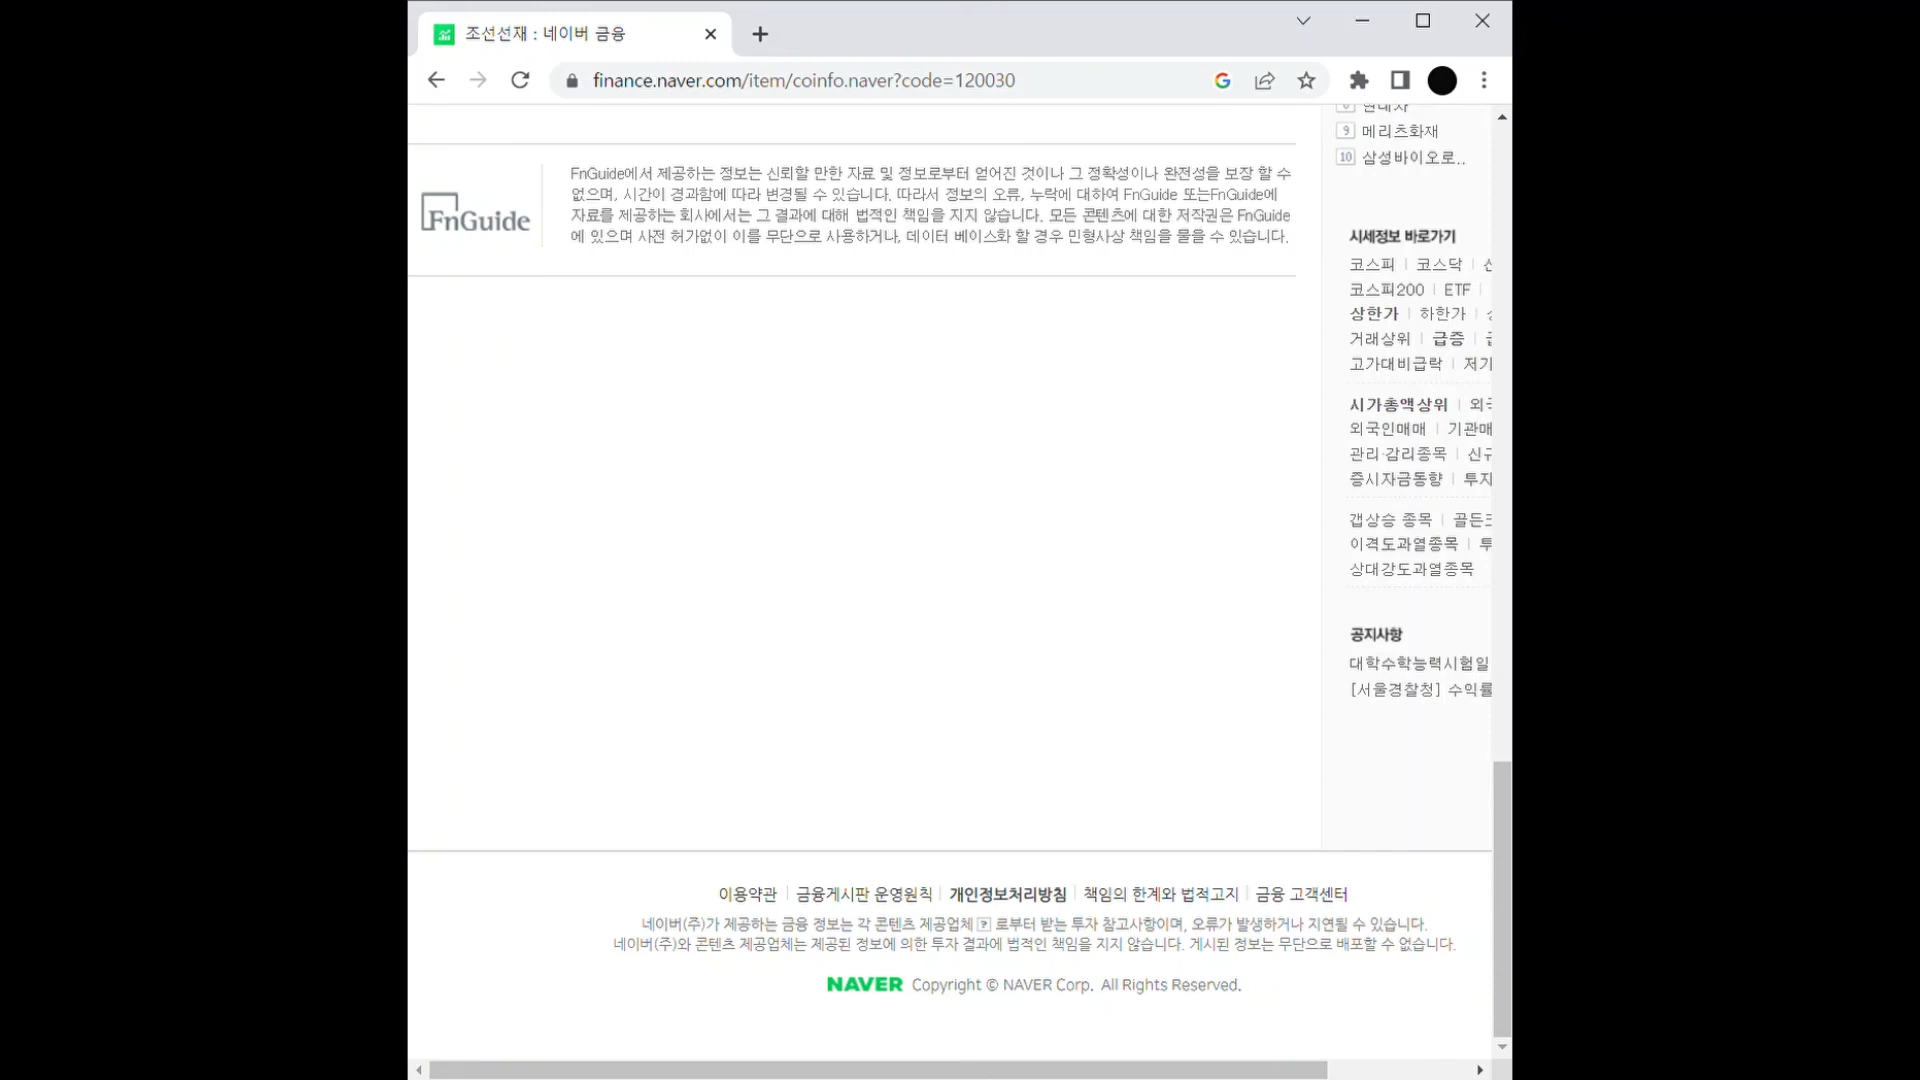 조선선재 : 네이버 금융
finance.naver.com/item/coinfo.naver?code=120030
9 메리츠화재
10 삼성바이오로..
FnGuide
FnGuide에서 제공하는 정보는 신뢰할 만한 자료 및 정보로부터 얻어진 것이나 그 정확성이나 완전성을 보장 할 수
없으며, 시간이 경과함에 따라 변경될 수 있습니다. 따라서 정보의 오류, 누락에 대하여 FnGuide 또는FnGuide에
자료를 제공하는 회사에서는 그 결과에 대해 법적인 책임을 지지 않습니다. 모든 콘텐츠에 대한 저작권은 FnGuide
에 있으며 사전 허가없이 이를 무단으로 사용하거나, 데이터 베이스화 할 경우 민형사상 책임을 물을 수 있습니다.
시세정보 바로가기
코스피 | 코스닥 |
코스피200 | ETF |
상한가 | 하한가 |
거래상위 | 급증 |
고가대비급락 | 저가
시가총액상위 | 외국
외국인매매 | 기관매
관리·감리종목 | 신규
증시자금동향 | 투자
갭상승 종목 | 골든크
이격도과열종목 | 투
상대강도과열종목
공지사항
대학수학능력시험일
[서울경찰청] 수익률
이용약관 | 금융게시판 운영원칙 | 개인정보처리방침 | 책임의 한계와 법적고지 | 금융 고객센터
네이버(주)가 제공하는 금융 정보는 각 콘텐츠 제공업체 ? 로부터 받는 투자 참고사항이며, 오류가 발생하거나 지연될 수 있습니다.
네이버(주)와 콘텐츠 제공업체는 제공된 정보에 의한 투자 결과에 법적인 책임을 지지 않습니다. 게시된 정보는 무단으로 배포할 수 없습니다.
NAVER Copyright © NAVER Corp. All Rights Reserved.